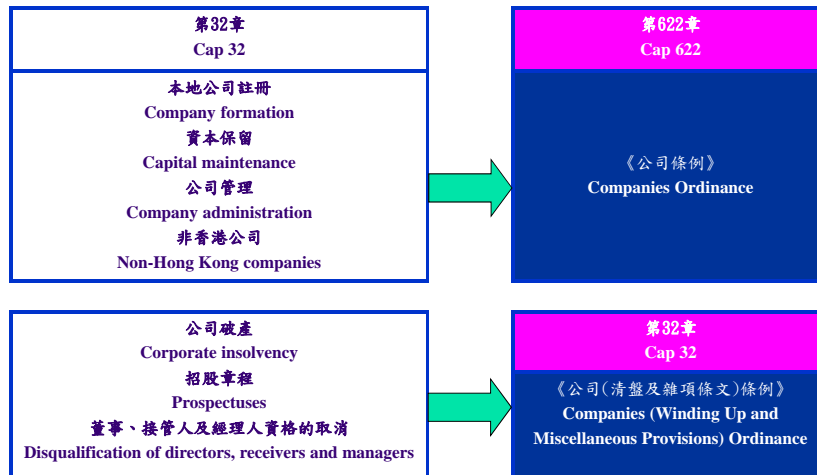 第32章
Cap 32
本地公司註冊
Company formation
資本保留
Capital maintenance
公司管理
Company administration
非香港公司
Non-Hong Kong companies
第622章
Cap 622
《公司條例》
Companies Ordinance
公司破產
Corporate insolvency
招股章程
Prospectuses
董事、接管人及經理人資格的取消
Disqualification of directors, receivers and managers
第32章
Cap 32
《公司(清盤及雜項條文)條例》
Companies (Winding Up and
Miscellaneous Provisions) Ordinance